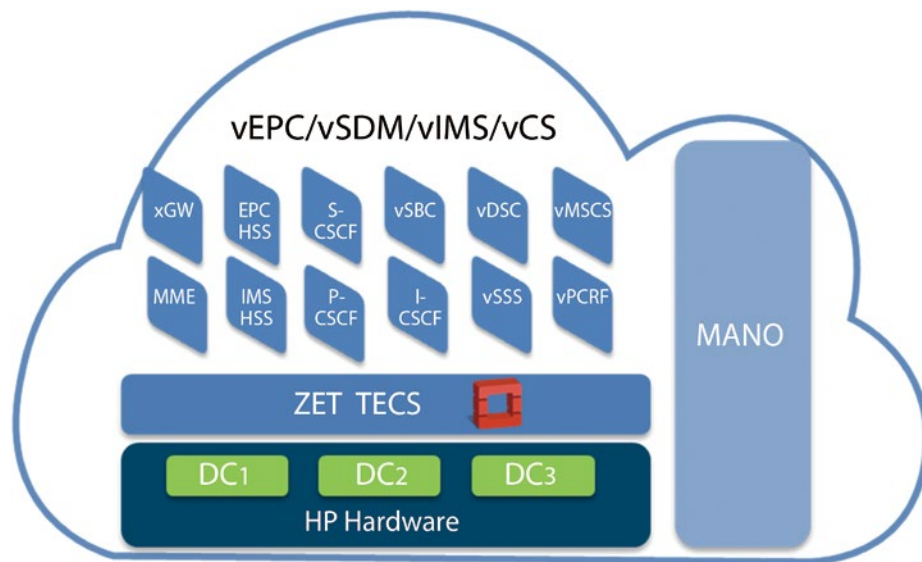 vEPC/vSDM/vIMS/vCS
xGW
EPC
HSS
S-
CSCF
vSBC
vDSC
vMSCS
MME
IMS
HSS
P-
CSCF
I-
CSCF
vSSS
vPCRF
MANO
ZET TECS
DC1
DC2
DC3
HP Hardware